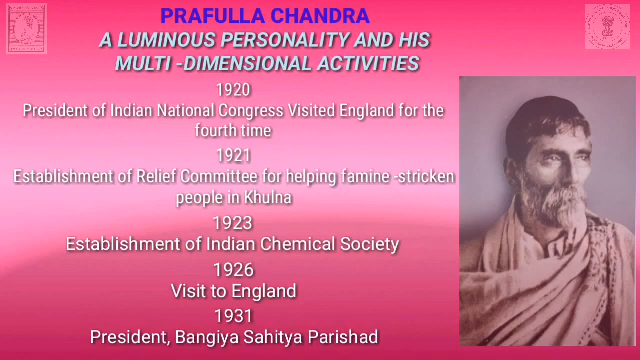 PRAFULLA CHANDRA
A LUMINOUS PERSONALITY AND HIS
MULTI -DIMENSIONAL ACTIVITIES
1920
President of Indian National Congress Visited England for the
fourth time
1921
Establishment of Relief Committee for helping famine -stricken
people in Khulna
1923
Establishment of Indian Chemical Society
1926
Visit to England
1931
President, Bangiya Sahitya Parishad